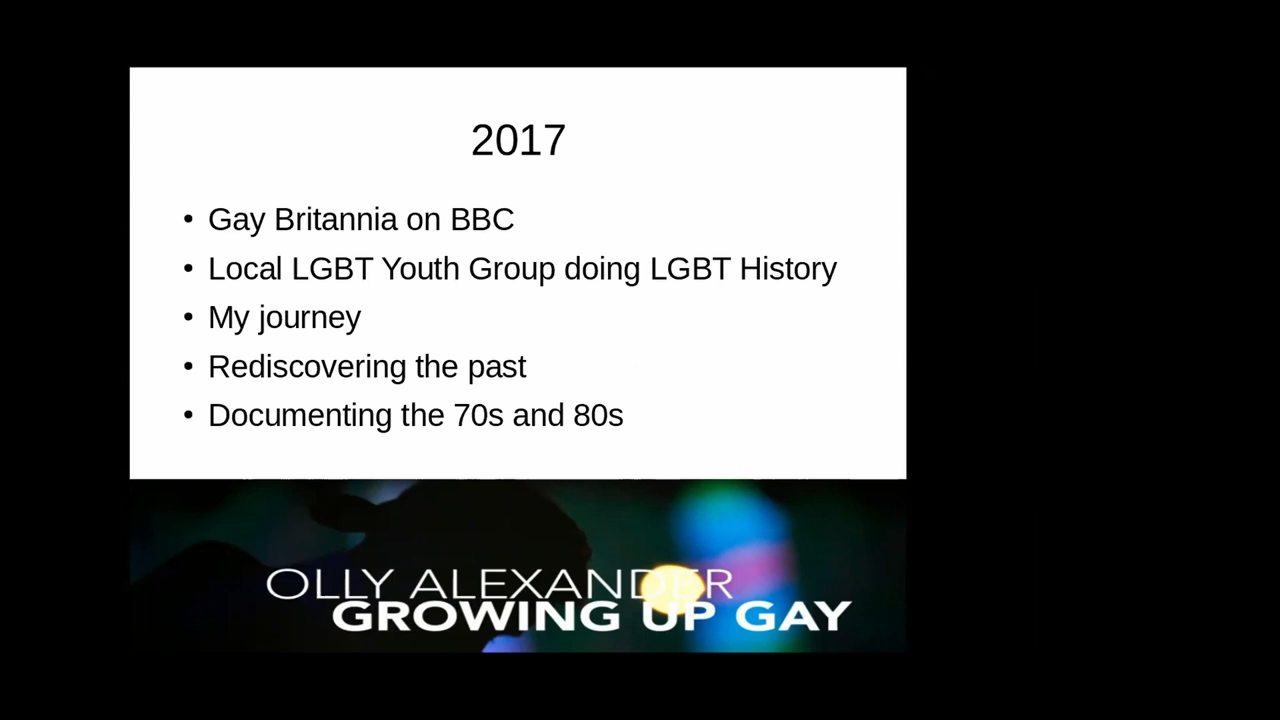 2017
• Gay Britannia on BBC
• Local LGBT Youth Group doing LGBT History
• My journey
• Rediscovering the past
• Documenting the 70s and 80s
OLLY ALEXANDER
GROWING UP GAY